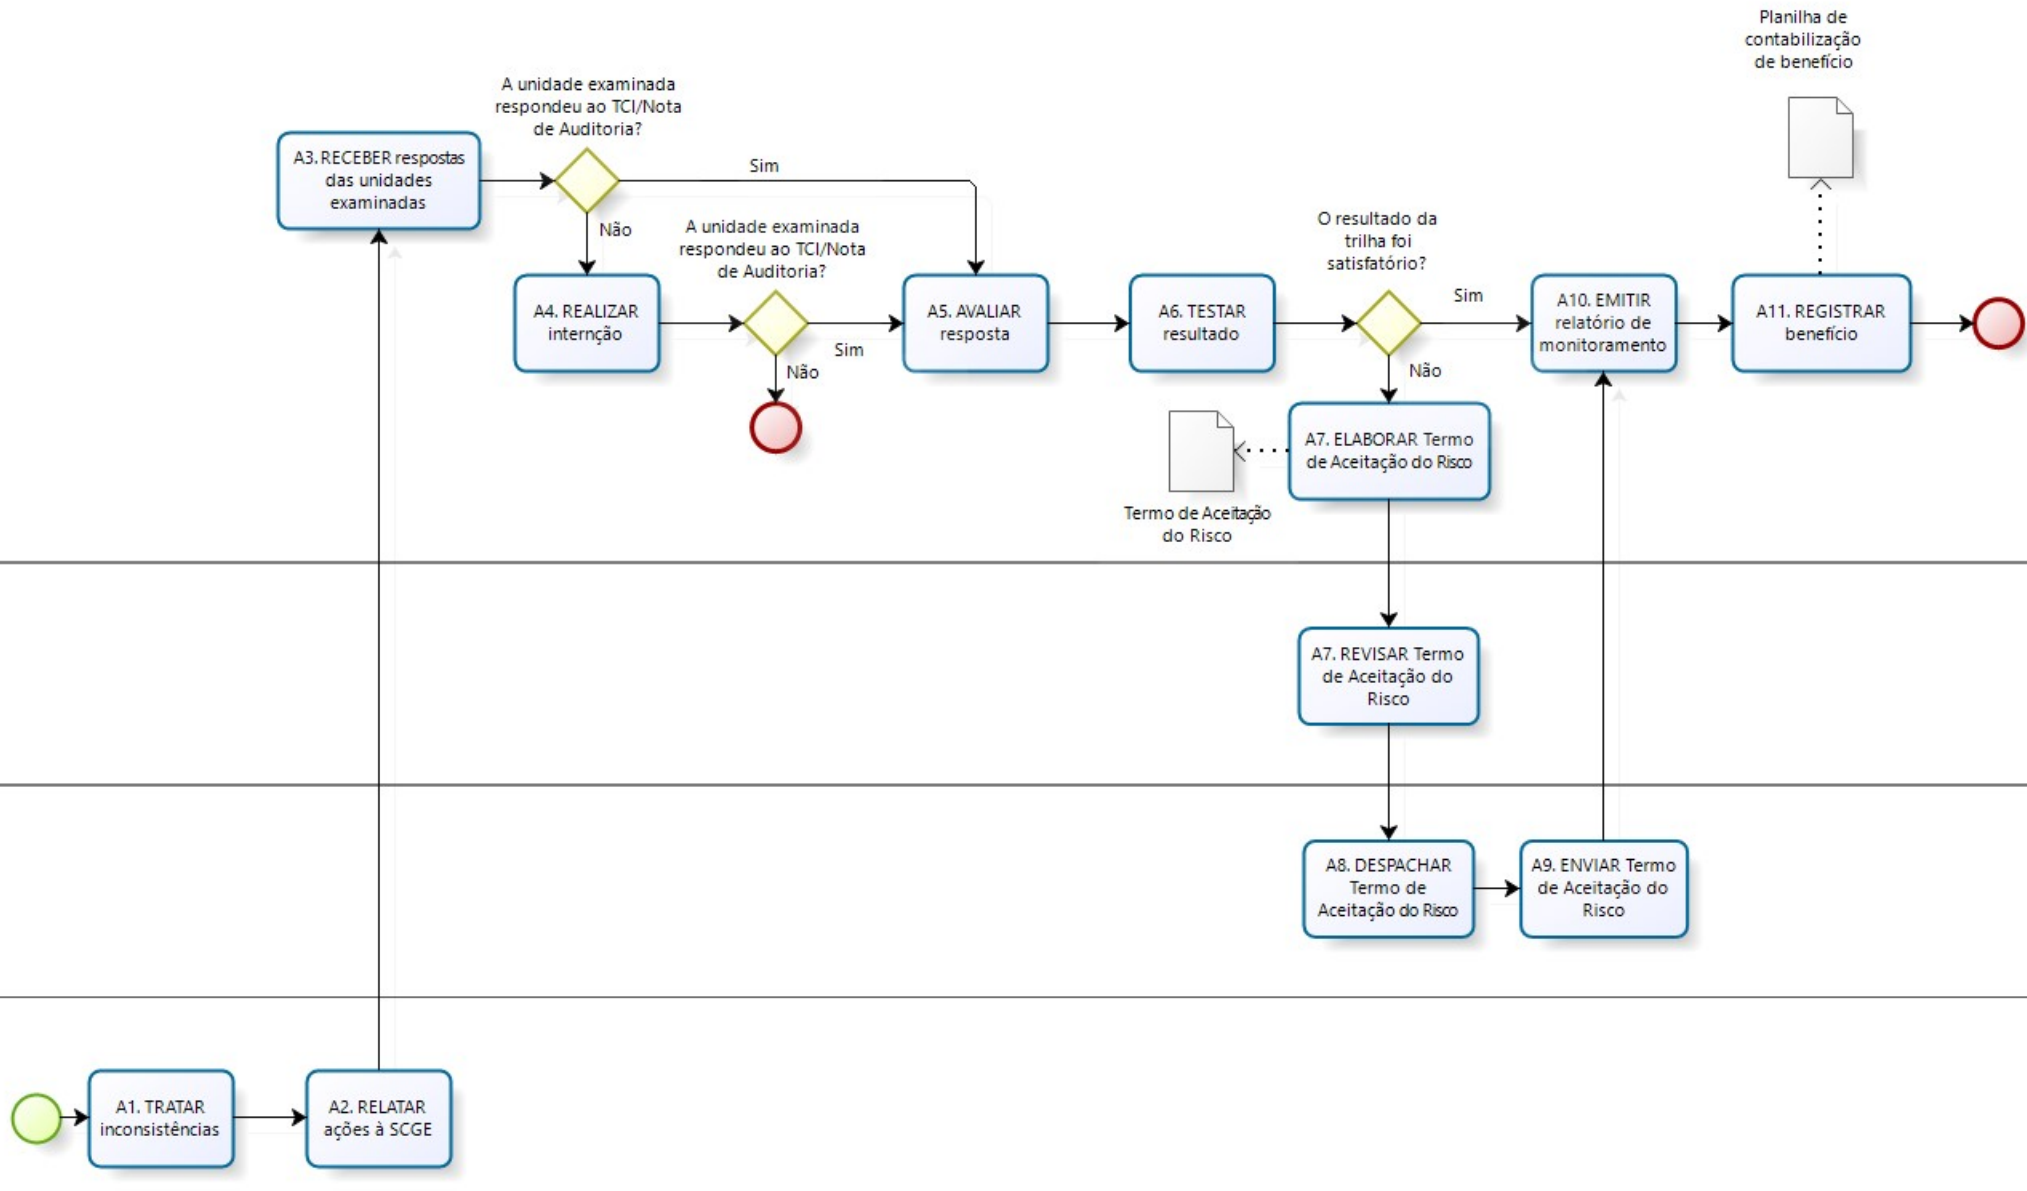 Planilha de
contabilização
de benefício
A unidade examinada
respondeu ao TCI/Nota
de Auditoria?
A3. RECEBER respostas
das unidades
examinadas
Sim
Não
A unidade examinada
respondeu ao TCI/Nota
de Auditoria?
O resultado da
trilha foi
satisfatório?
A4. REALIZAR
internção
Sim
Não
A5. AVALIAR
resposta
A6. TESTAR
resultado
Sim
Não
A10. EMITIR
relatório de
monitoramento
A11. REGISTRAR
benefício
A7. ELABORAR Termo
de Aceitação do Risco
Termo de Aceitação
do Risco
A7. REVISAR Termo
de Aceitação do
Risco
A8. DESPACHAR
Termo de
Aceitação do Risco
A9. ENVIAR Termo
de Aceitação do
Risco
A1. TRATAR
inconsistências
A2. RELATAR
ações à SCGE